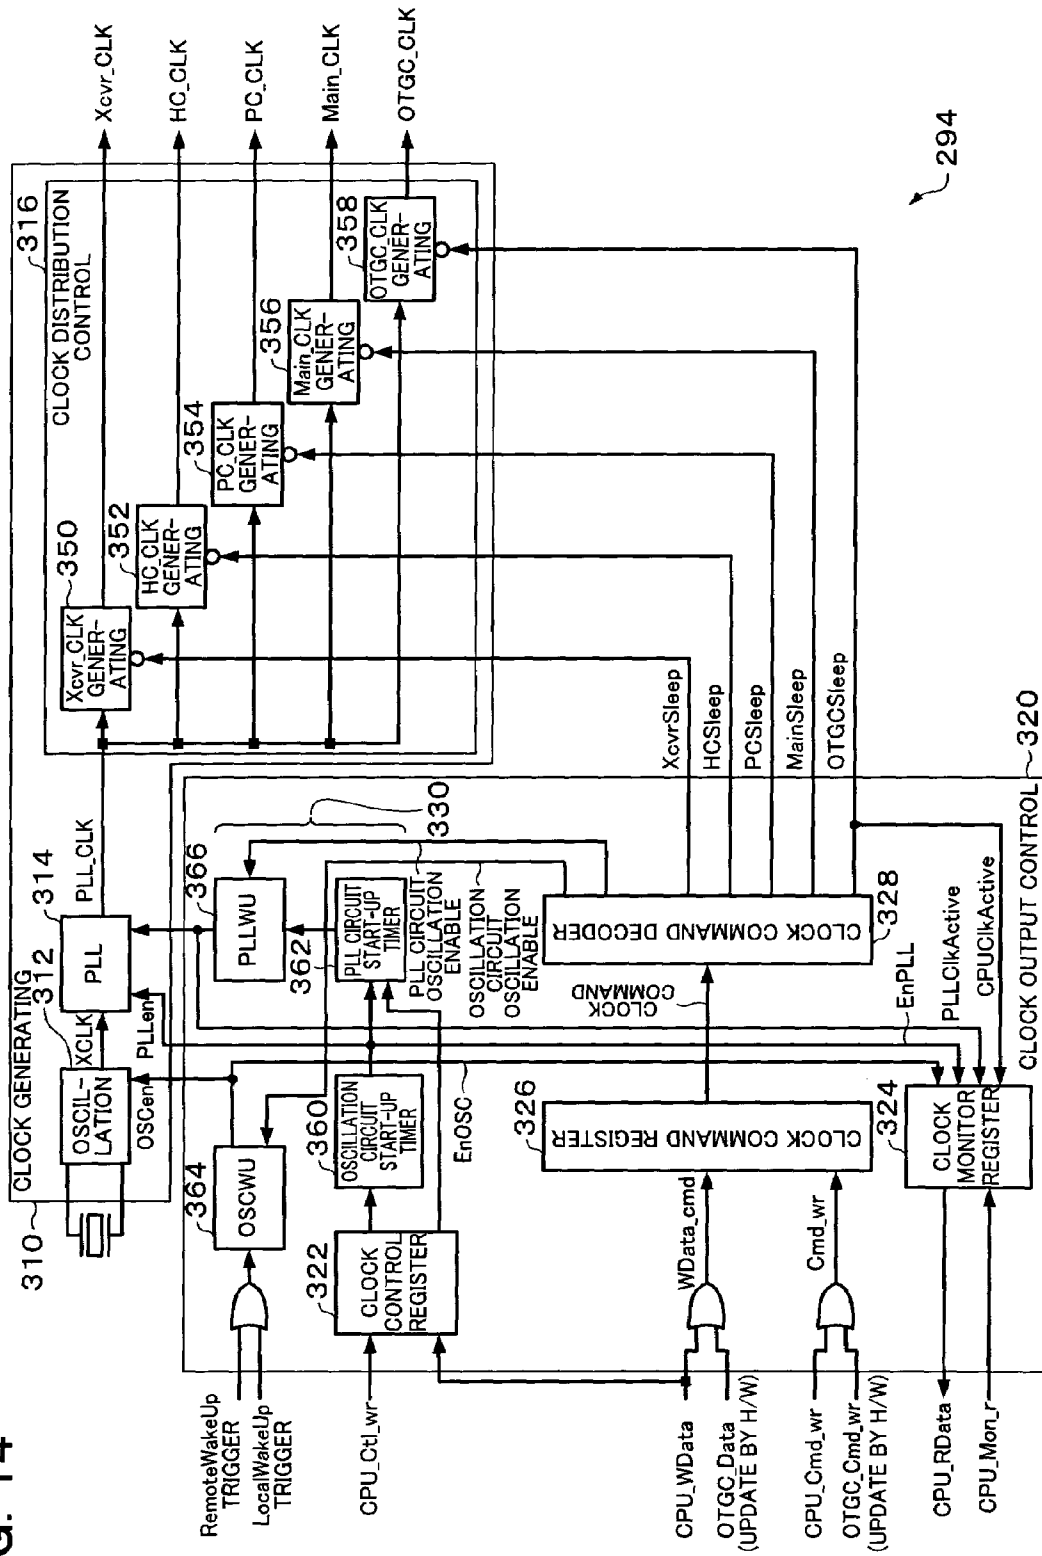 G. 14
CLOCK GENERATING
310
OSCIL-
LATION
312
XCLK
PLL
314
PLL_CLK
OSCen
PLLen
316
CLOCK DISTRIBUTION
CONTROL
Xcvr_CLK
GENER-
ATING
350
HC_CLK
GENER-
ATING
352
PC_CLK
GENER-
ATING
354
Main_CLK
GENER-
ATING
356
OTGC_CLK
GENER-
ATING
358
Xcvr_CLK
HC_CLK
PC_CLK
Main_CLK
OTGC_CLK
294
RemoteWakeUp
TRIGGER
LocalWakeUp
TRIGGER
364
OSCWU
366
PLLWU
330
CPU_Ctl_wr
322
CLOCK
CONTROL
REGISTER
360
OSCILLATION
CIRCUIT
START-UP
TIMER
362
PLL CIRCUIT
START-UP
TIMER
PLL CIRCUIT
OSCILLATION
ENABLE
OSCILLATION
CIRCUIT
OSCILLATION
ENABLE
EnOSC
CPU_WData
OTGC_Data
(UPDATE BY H/W)
WData_cmd
CPU_Cmd_wr
OTGC_Cmd_wr
(UPDATE BY H/W)
Cmd_wr
326
CLOCK COMMAND REGISTER
CLOCK
COMMAND
CLOCK COMMAND DECODER
328
XcvrSleep
HCSleep
PCSleep
MainSleep
OTGCSleep
324
CLOCK
MONITOR
REGISTER
EnPLL
PLLClkActive
CPUClkActive
CPU_RData
CPU_Mon_r
CLOCK OUTPUT CONTROL
320